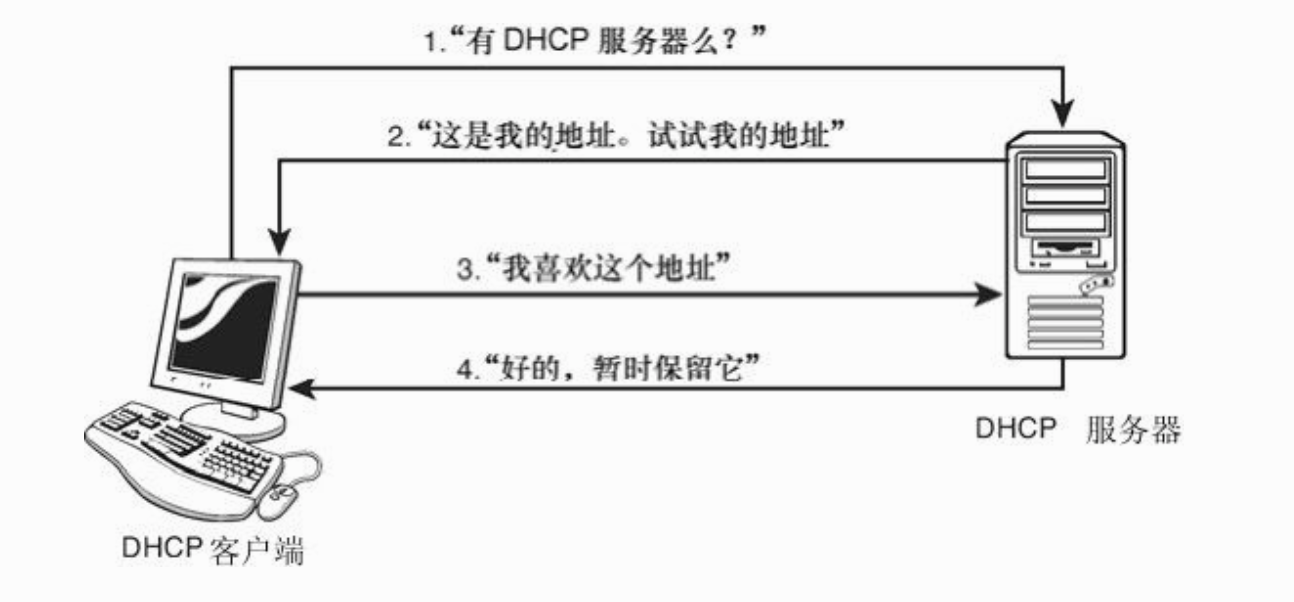 1.“有 DHCP 服务器么？”
2.“这是我的地址。试试我的地址”
3.“我喜欢这个地址”
4.“好的，暂时保留它”
DHCP 服务器
DHCP 客户端